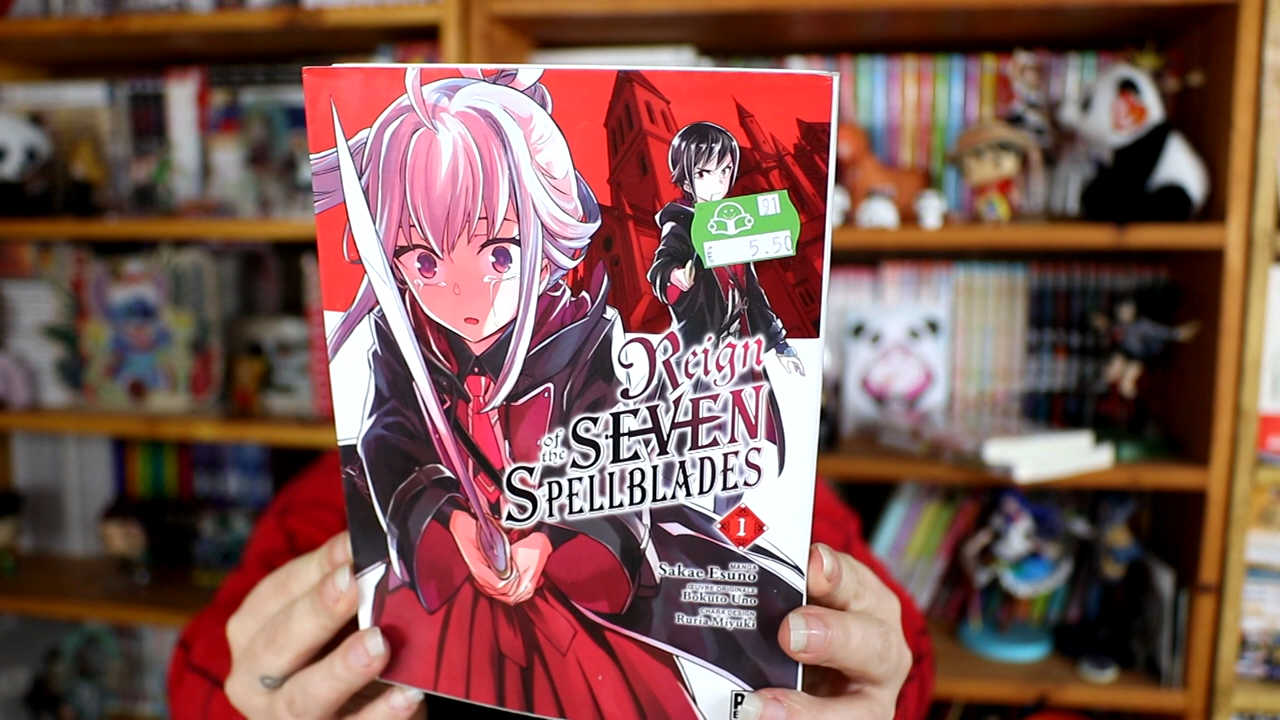 91
€ 5.50
Reign
of the SEVEN
SPELLBLADES
1
MANGA
Sakae Esuno
ŒUVRE ORIGINALE
Bokuto Uno
CHARA DESIGN
Ruria Miyuki